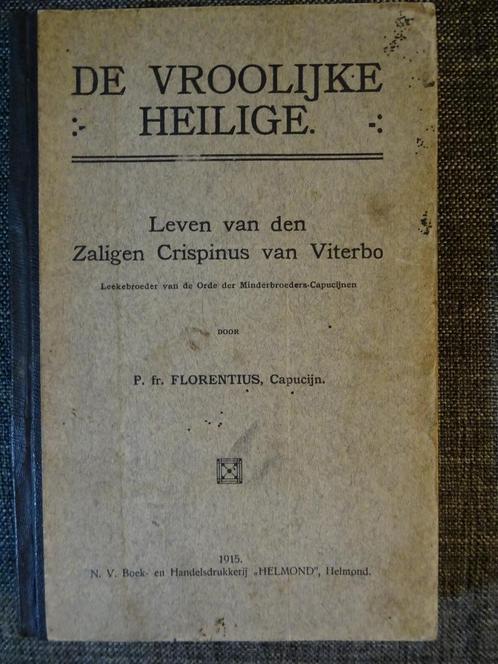 DE VROOLIJKE
:- HEILIGE. -:
Leven van den
Zaligen Crispinus van Viterbo
Leekebroeder van de Orde der Minderbroeders-Capucijnen
DOOR
P. fr. FLORENTIUS, Capucijn.
1915.
N. V. Boek- en Handelsdrukkerij „HELMOND", Helmond.